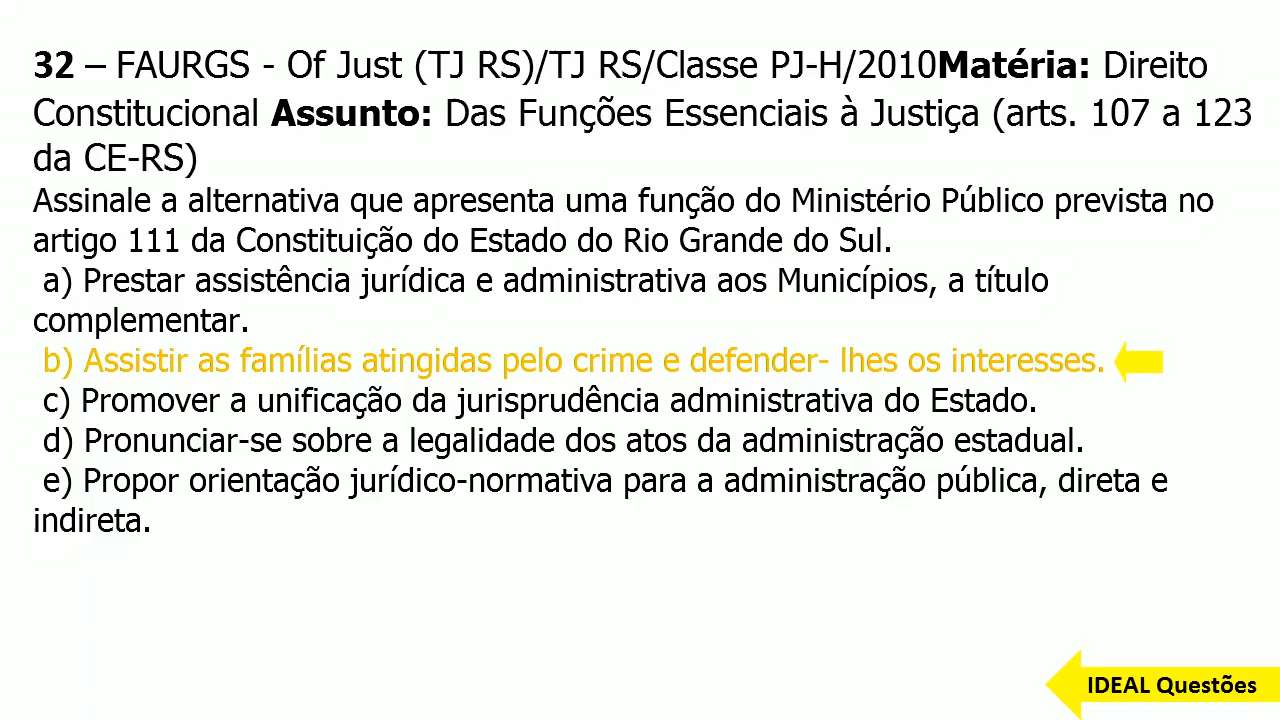 32 – FAURGS - Of Just (TJ RS)/TJ RS/Classe PJ-H/2010Matéria: Direito
Constitucional Assunto: Das Funções Essenciais à Justiça (arts. 107 a 123
da CE-RS)
Assinale a alternativa que apresenta uma função do Ministério Público prevista no
artigo 111 da Constituição do Estado do Rio Grande do Sul.
a) Prestar assistência jurídica e administrativa aos Municípios, a título
complementar.
b) Assistir as famílias atingidas pelo crime e defender- lhes os interesses.
c) Promover a unificação da jurisprudência administrativa do Estado.
d) Pronunciar-se sobre a legalidade dos atos da administração estadual.
e) Propor orientação jurídico-normativa para a administração pública, direta e
indireta.
IDEAL Questões